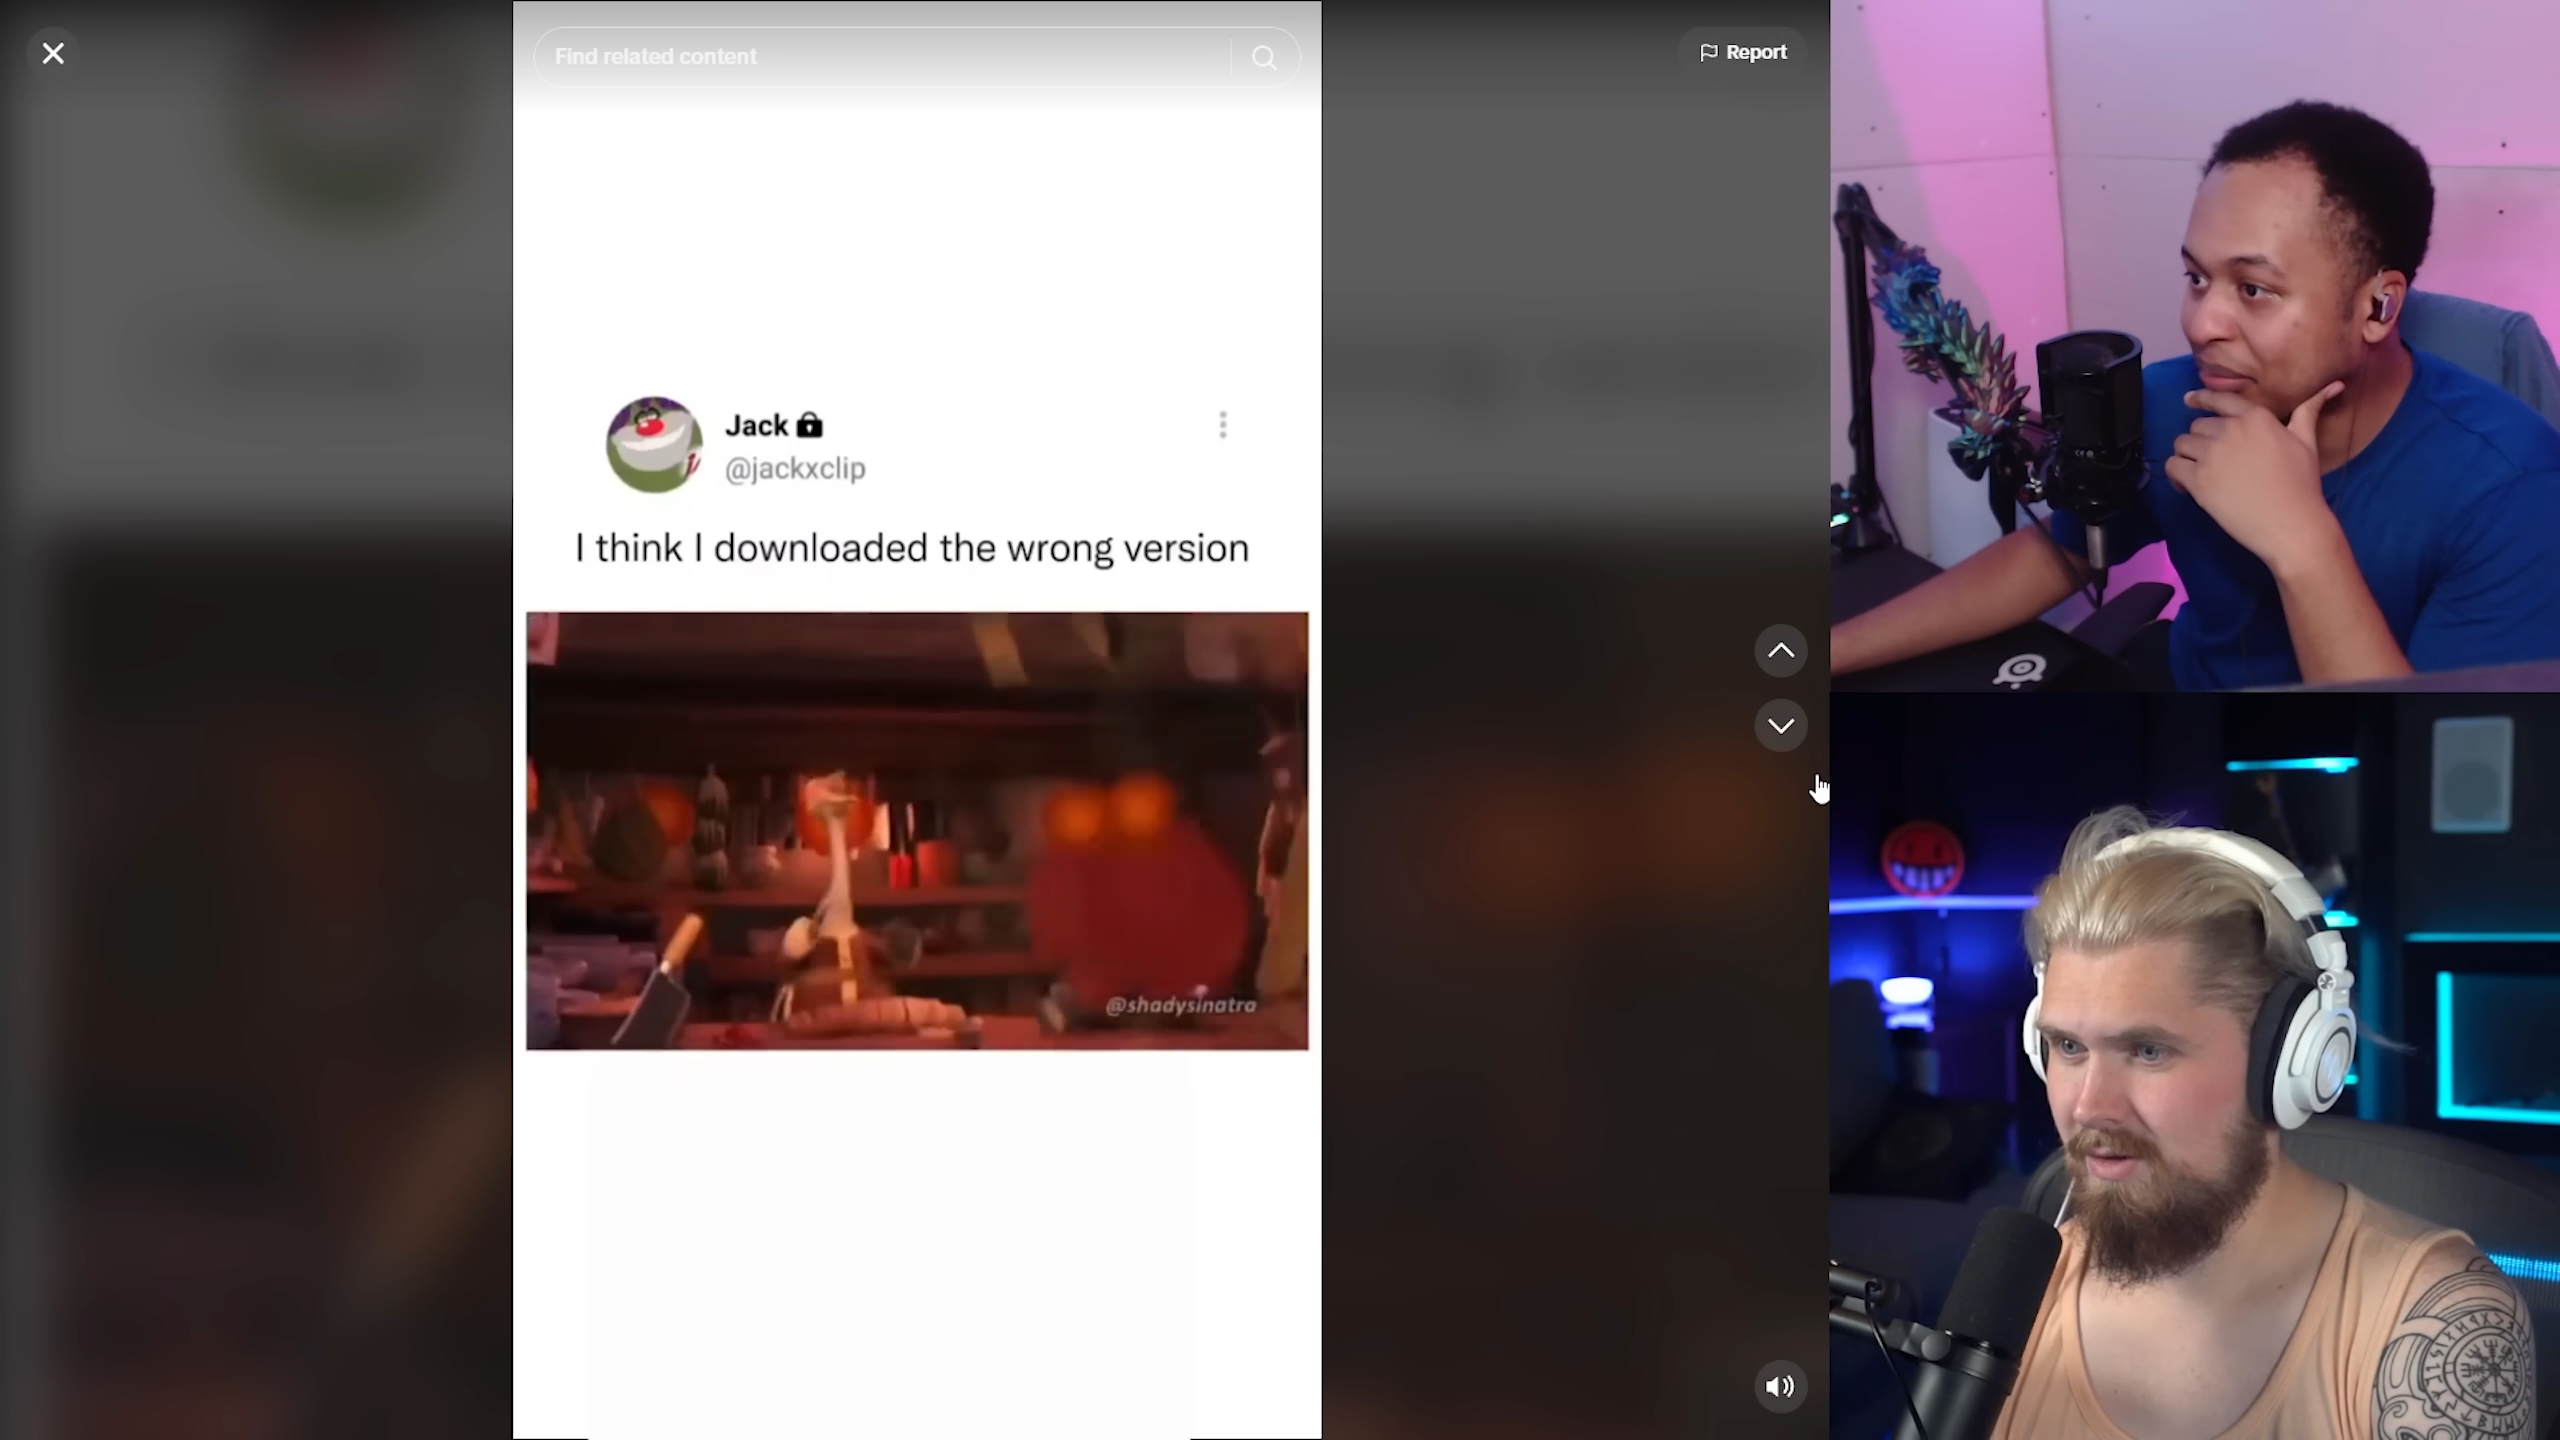 Find related content
Report
Jack
@jackxclip
I think I downloaded the wrong version
@shadysinatra